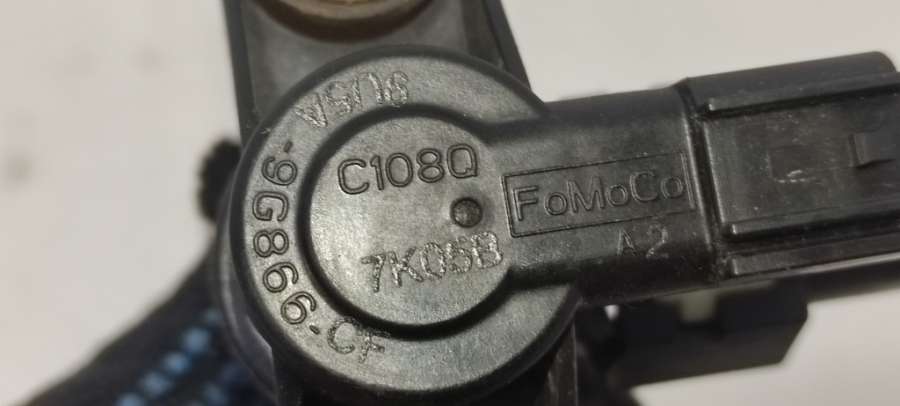 9U5A-9G866-CF
C108Q
7K05B
FoMoCo
A2